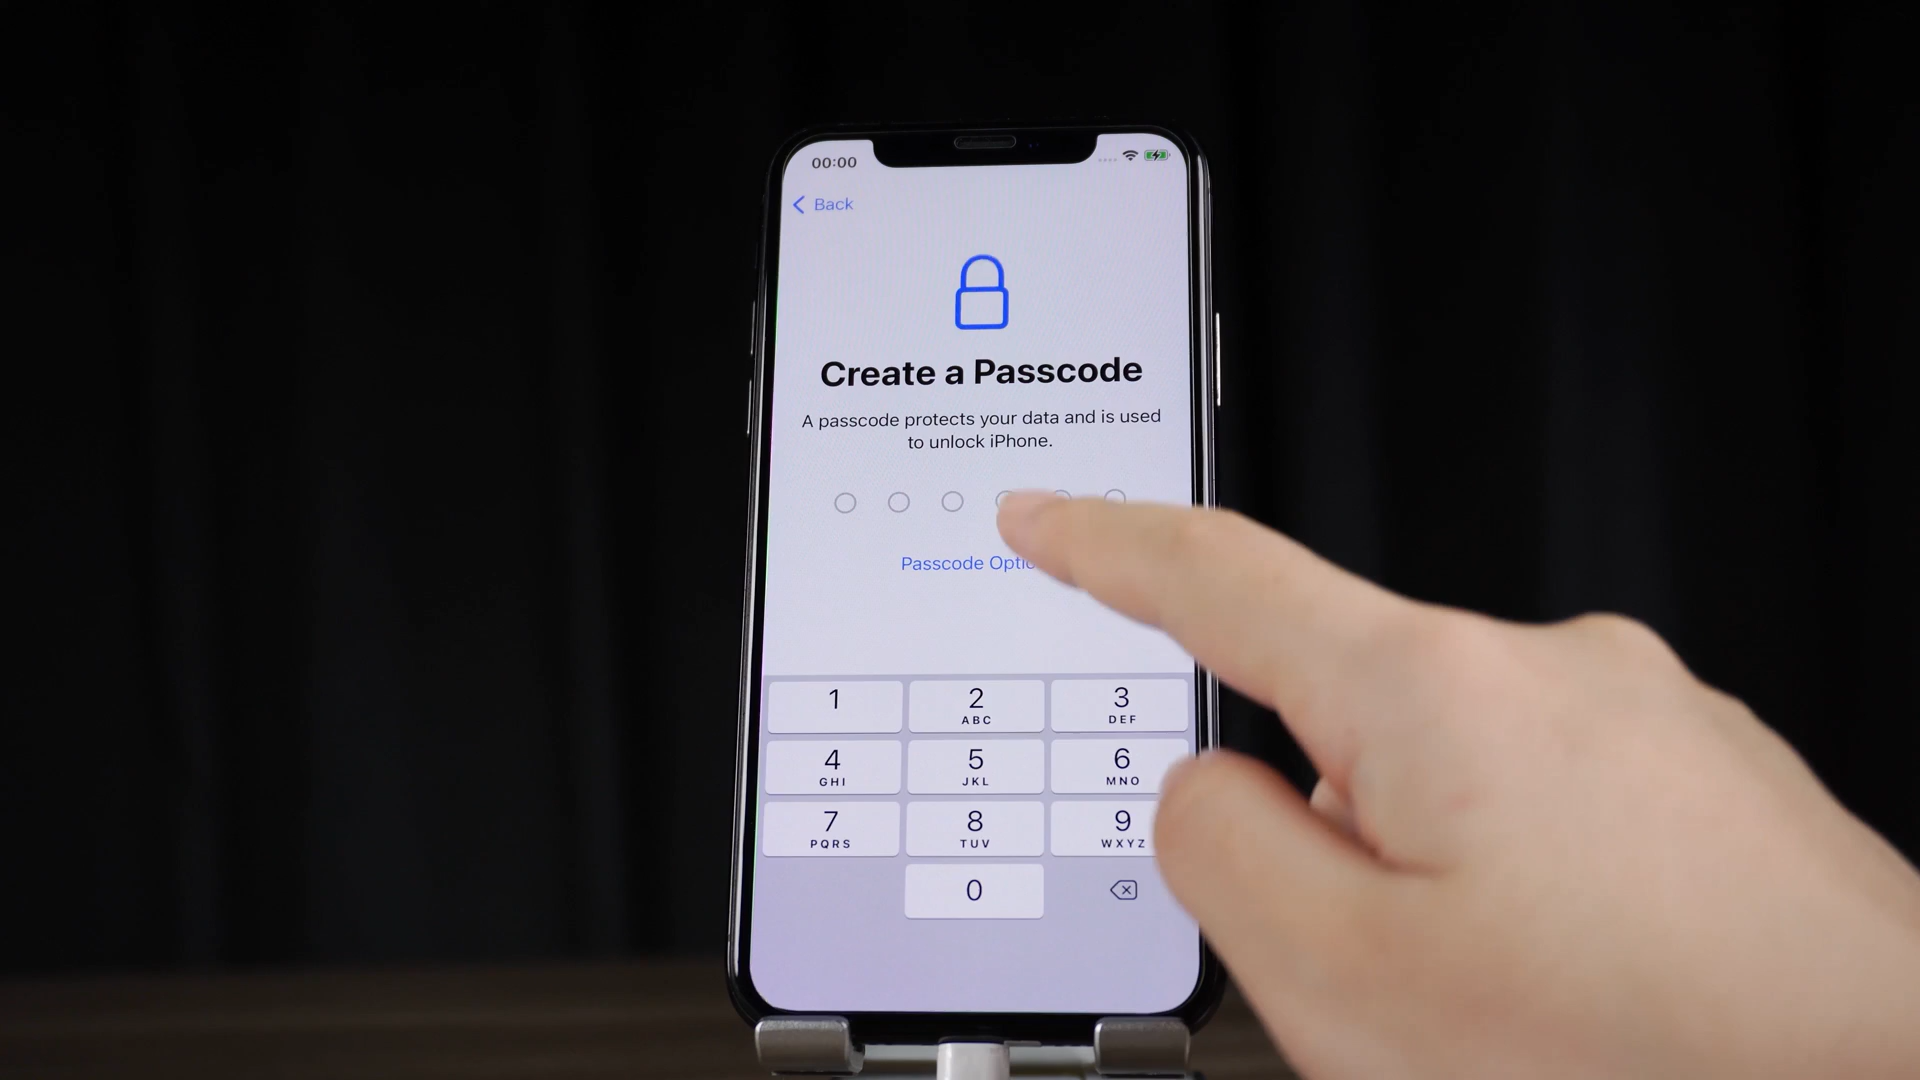 00:00
Back
Create a Passcode
A passcode protects your data and is used
to unlock iPhone.
Passcode
1
2
ABC
3
DEF
4
GHI
5
JKL
6
MNO
7
PQRS
8
TUV
9
WXYZ
0